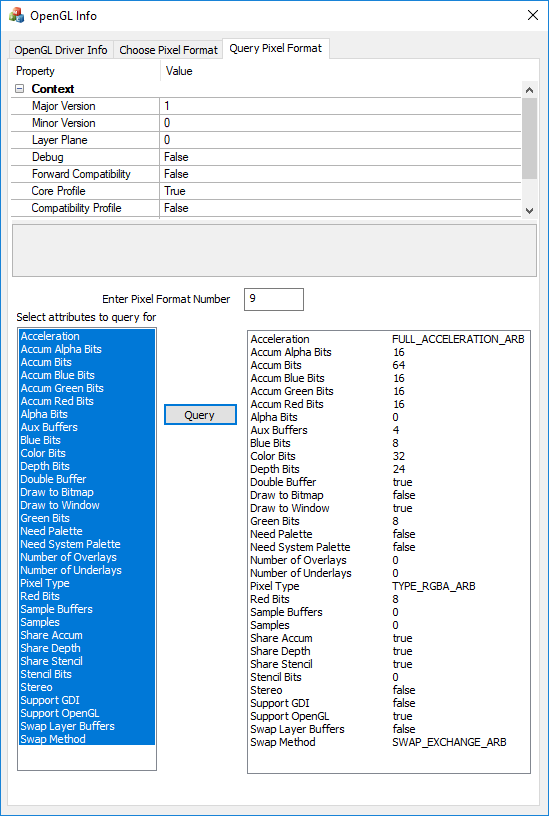 OpenGL Info
OpenGL Driver Info Choose Pixel Format Query Pixel Format
Property Value
Context
Major Version 1
Minor Version 0
Layer Plane 0
Debug False
Forward Compatibility False
Core Profile True
Compatibility Profile False
Enter Pixel Format Number 9
Select attributes to query for
Acceleration
Accum Alpha Bits
Accum Bits
Accum Blue Bits
Accum Green Bits
Accum Red Bits
Alpha Bits
Aux Buffers
Blue Bits
Color Bits
Depth Bits
Double Buffer
Draw to Bitmap
Draw to Window
Green Bits
Need Palette
Need System Palette
Number of Overlays
Number of Underlays
Pixel Type
Red Bits
Sample Buffers
Samples
Share Accum
Share Depth
Share Stencil
Stencil Bits
Stereo
Support GDI
Support OpenGL
Swap Layer Buffers
Swap Method
Query
Acceleration FULL_ACCELERATION_ARB
Accum Alpha Bits 16
Accum Bits 64
Accum Blue Bits 16
Accum Green Bits 16
Accum Red Bits 16
Alpha Bits 0
Aux Buffers 4
Blue Bits 8
Color Bits 32
Depth Bits 24
Double Buffer true
Draw to Bitmap false
Draw to Window true
Green Bits 8
Need Palette false
Need System Palette false
Number of Overlays 0
Number of Underlays 0
Pixel Type TYPE_RGBA_ARB
Red Bits 8
Sample Buffers 0
Samples 0
Share Accum true
Share Depth true
Share Stencil true
Stencil Bits 0
Stereo false
Support GDI false
Support OpenGL true
Swap Layer Buffers false
Swap Method SWAP_EXCHANGE_ARB